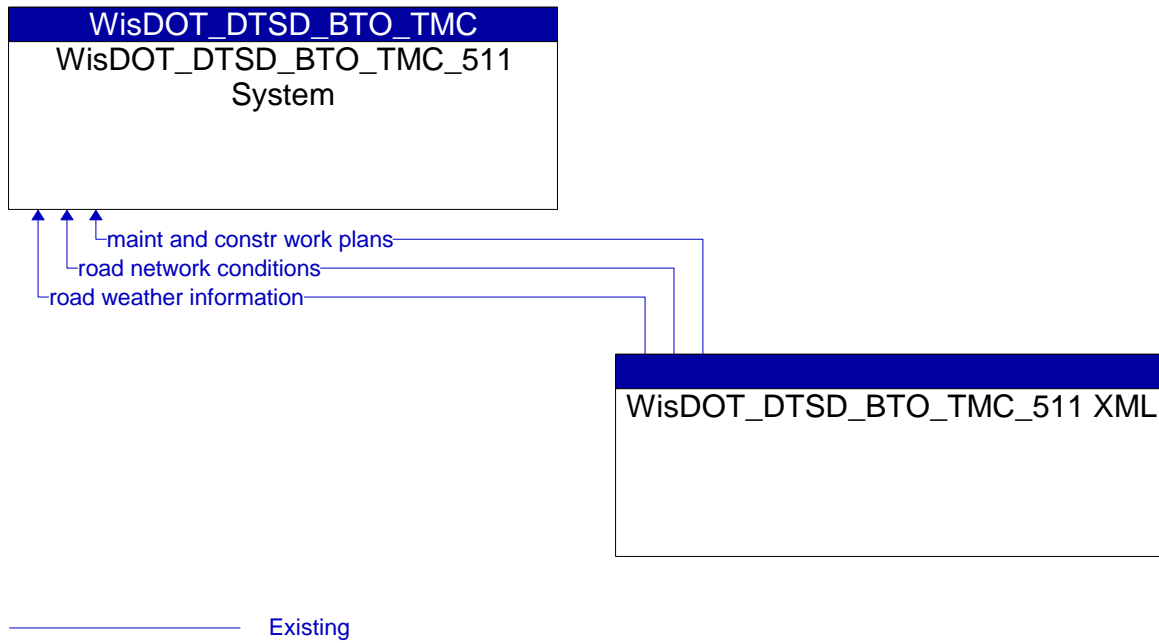 WisDOT_DTSD_BTO_TMC
WisDOT_DTSD_BTO_TMC_511
System
maint and constr work plans
road network conditions
road weather information
WisDOT_DTSD_BTO_TMC_511 XML
Existing